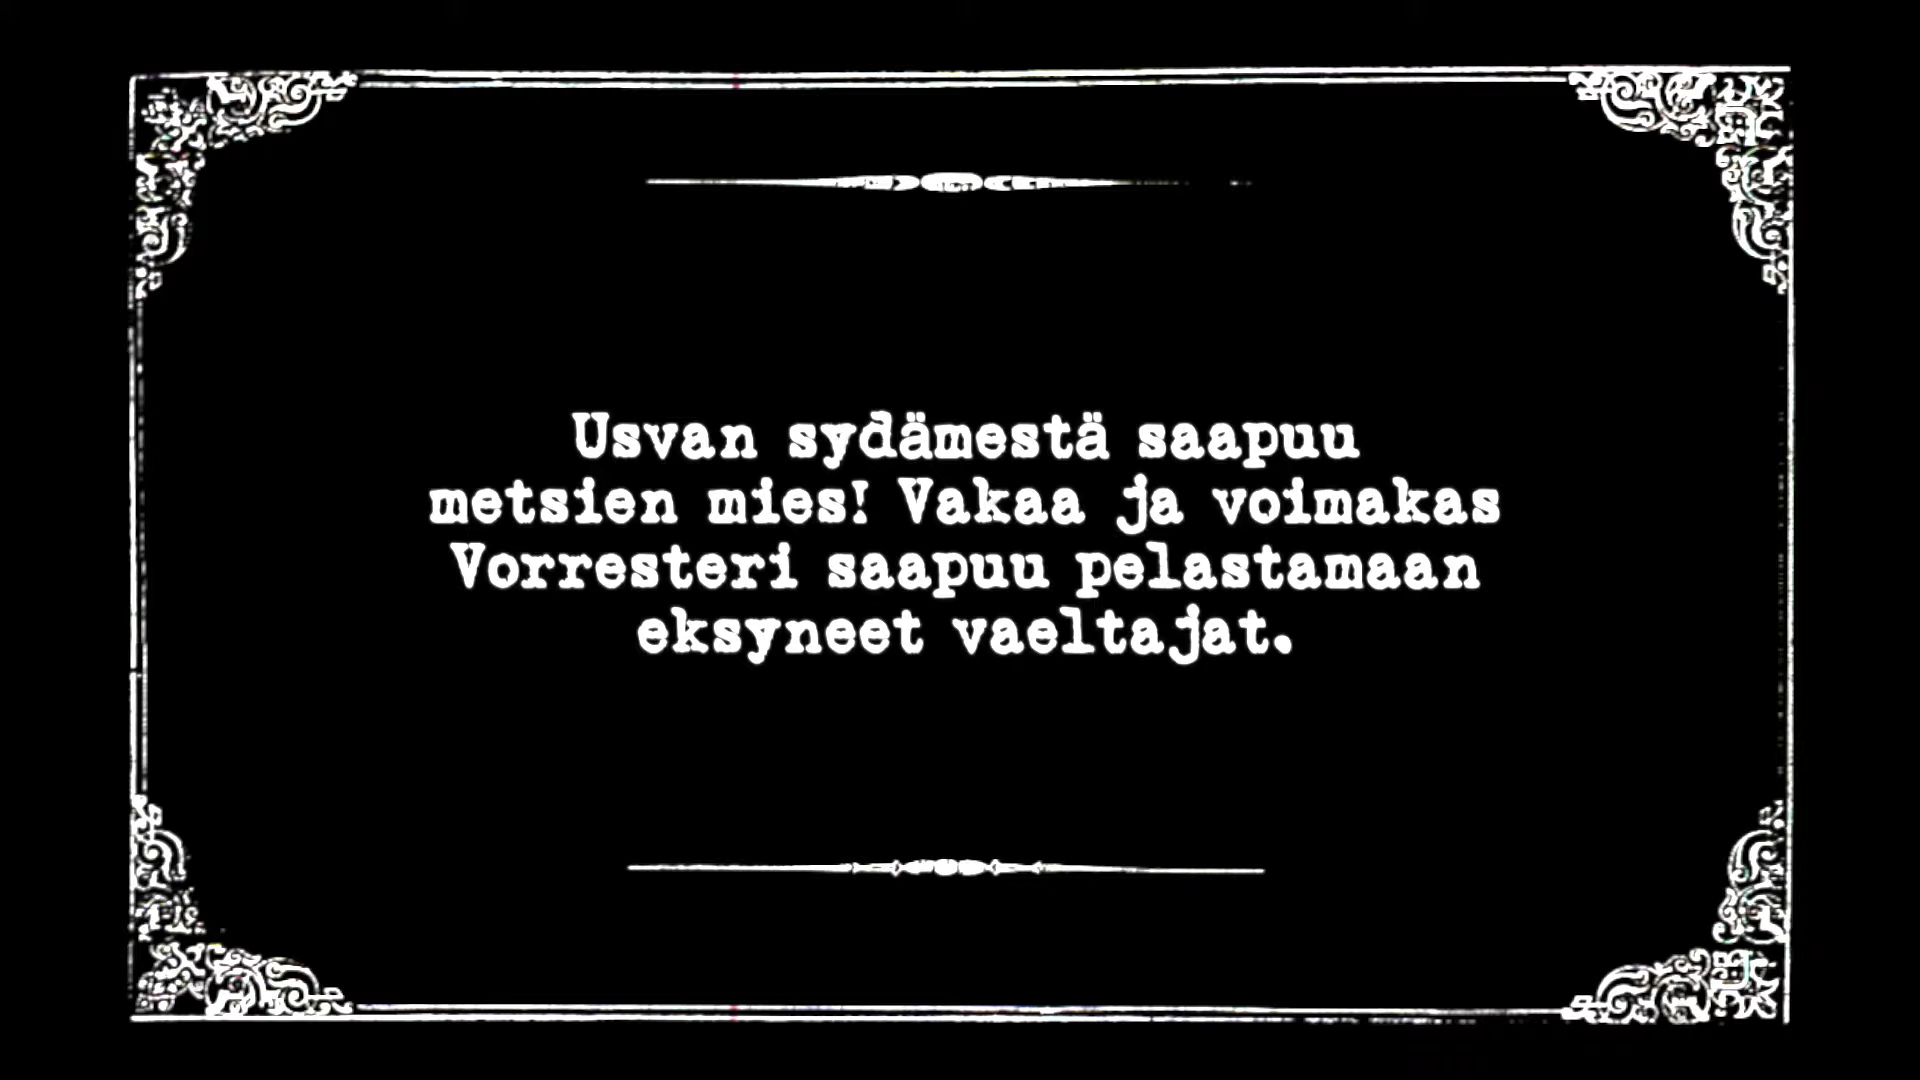 Usvan sydämestä saapuu
metsien mies! Vakaa ja voimakas
Vorresteri saapuu pelastamaan
eksyneet vaeltajat.